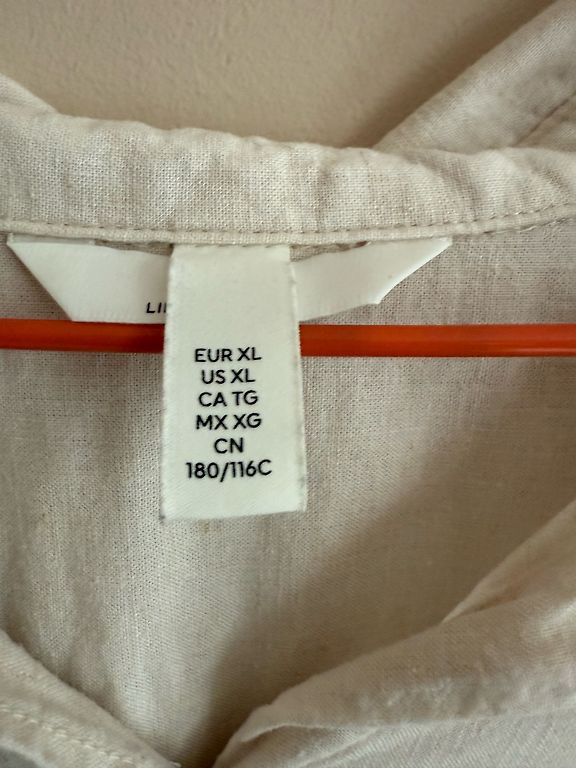 EUR XL
US XL
CA TG
MX XG
CN
180/116C